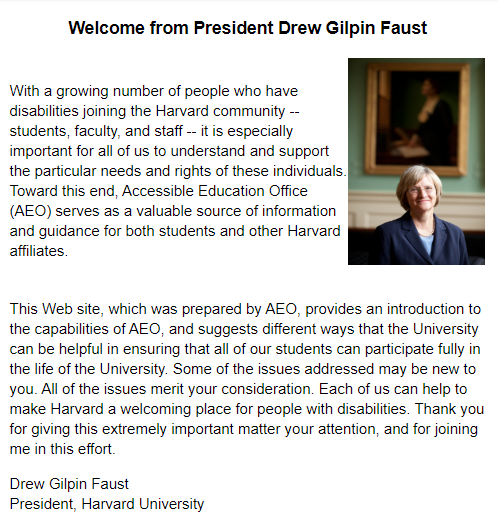 Welcome from President Drew Gilpin Faust
With a growing number of people who have
disabilities joining the Harvard community --
students, faculty, and staff -- it is especially
important for all of us to understand and support
the particular needs and rights of these individuals.
Toward this end, Accessible Education Office
(AEO) serves as a valuable source of information
and guidance for both students and other Harvard
affiliates.
This Web site, which was prepared by AEO, provides an introduction to
the capabilities of AEO, and suggests different ways that the University
can be helpful in ensuring that all of our students can participate fully in
the life of the University. Some of the issues addressed may be new to
you. All of the issues merit your consideration. Each of us can help to
make Harvard a welcoming place for people with disabilities. Thank you
for giving this extremely important matter your attention, and for joining
me in this effort.
Drew Gilpin Faust
President, Harvard University